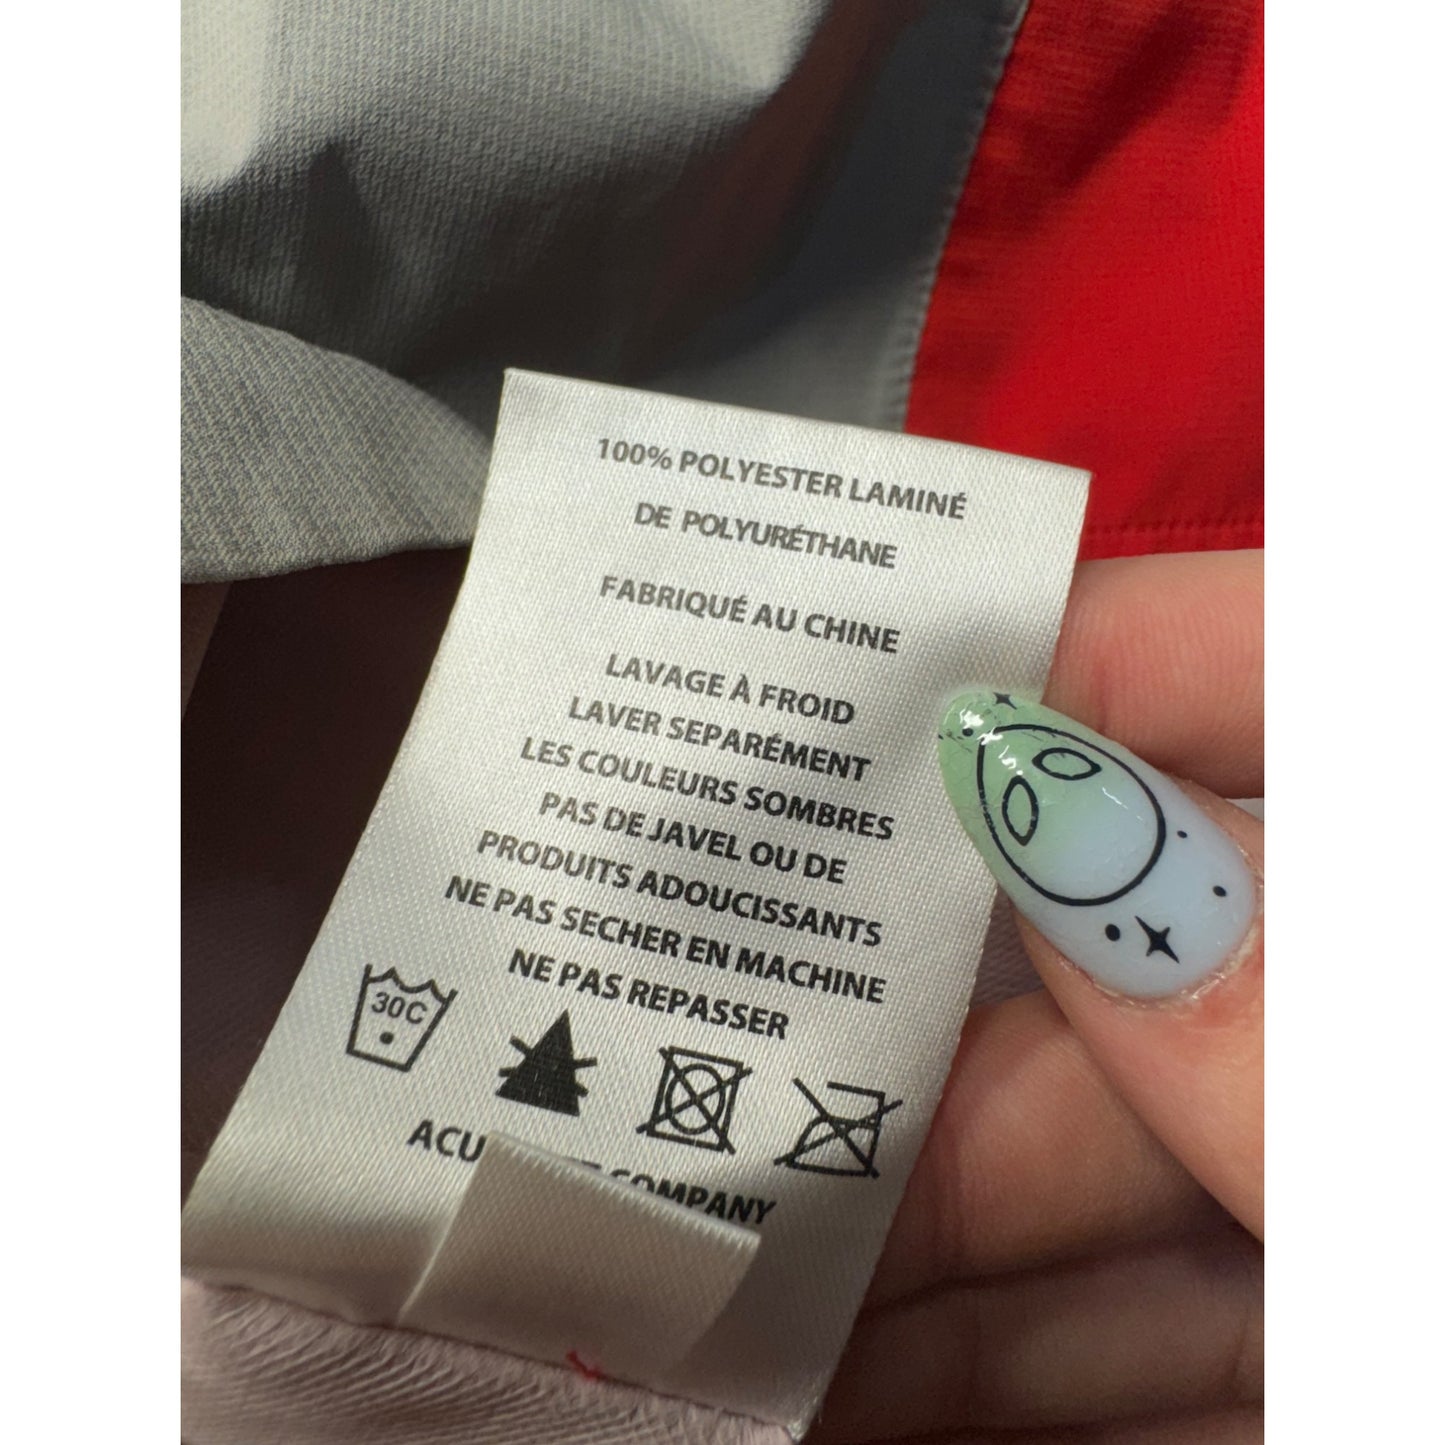 100% POLYESTER LAMINÉ
DE POLYURÉTHANE
FABRIQUÉ AU CHINE
LAVAGE À FROID
LAVER SEPARÉMENT
LES COULEURS SOMBRES
PAS DE JAVEL OU DE
PRODUITS ADOUCISSANTS
NE PAS SECHER EN MACHINE
NE PAS REPASSER
30C
COMPANY